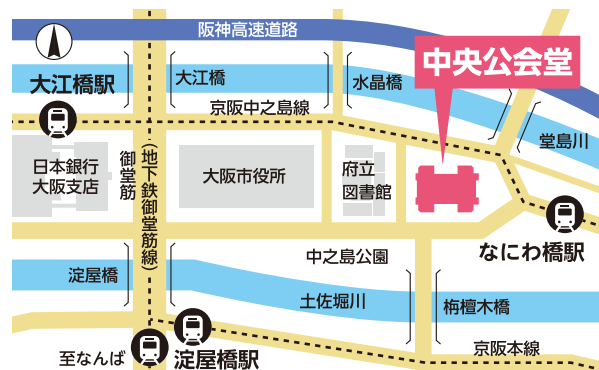 阪神高速道路
中央公会堂
大江橋駅
大江橋
水晶橋
京阪中之島線
堂島川
日本銀行
大阪支店
御堂筋
(地下鉄御堂筋線)
大阪市役所
府立
図書館
なにわ橋駅
中之島公園
淀屋橋
土佐堀川
栴檀木橋
京阪本線
至なんば
淀屋橋駅